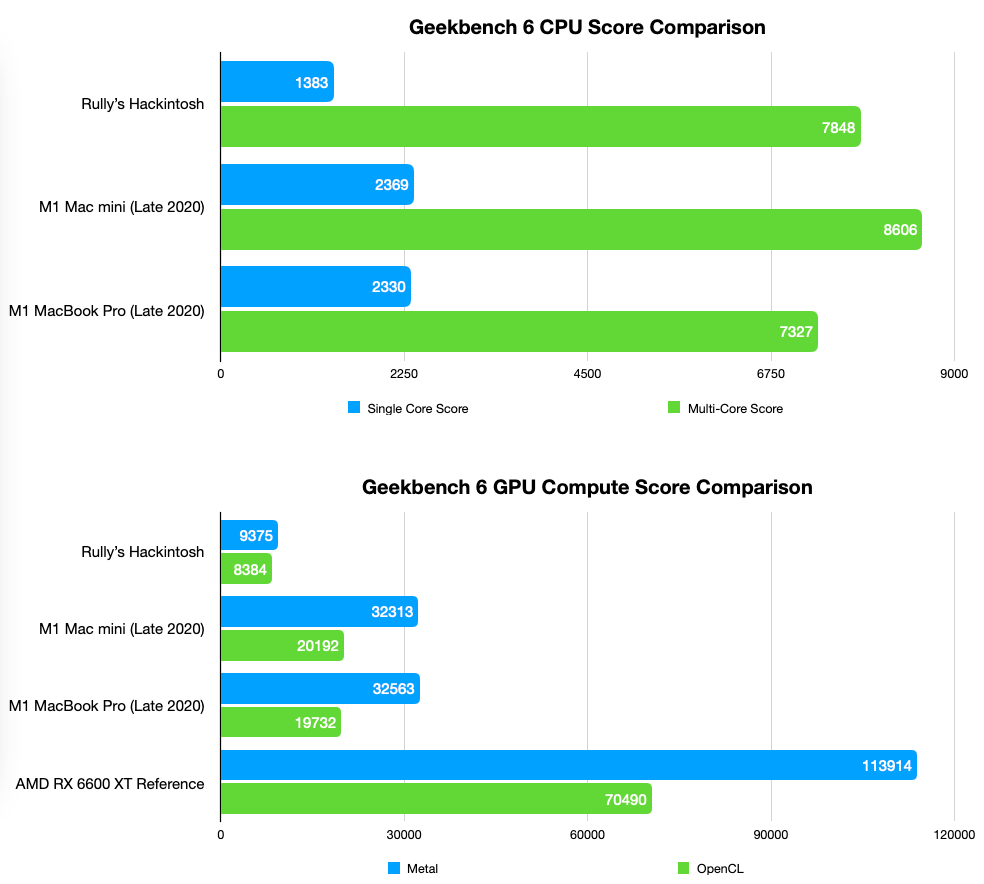 Geekbench 6 CPU Score Comparison
Rully’s Hackintosh
1383
7848
M1 Mac mini (Late 2020)
2369
8606
M1 MacBook Pro (Late 2020)
2330
7327
0 2250 4500 6750 9000
Single Core Score Multi-Core Score
Geekbench 6 GPU Compute Score Comparison
Rully’s Hackintosh
9375
8384
M1 Mac mini (Late 2020)
32313
20192
M1 MacBook Pro (Late 2020)
32563
19732
AMD RX 6600 XT Reference
113914
70490
0 30000 60000 90000 120000
Metal OpenCL